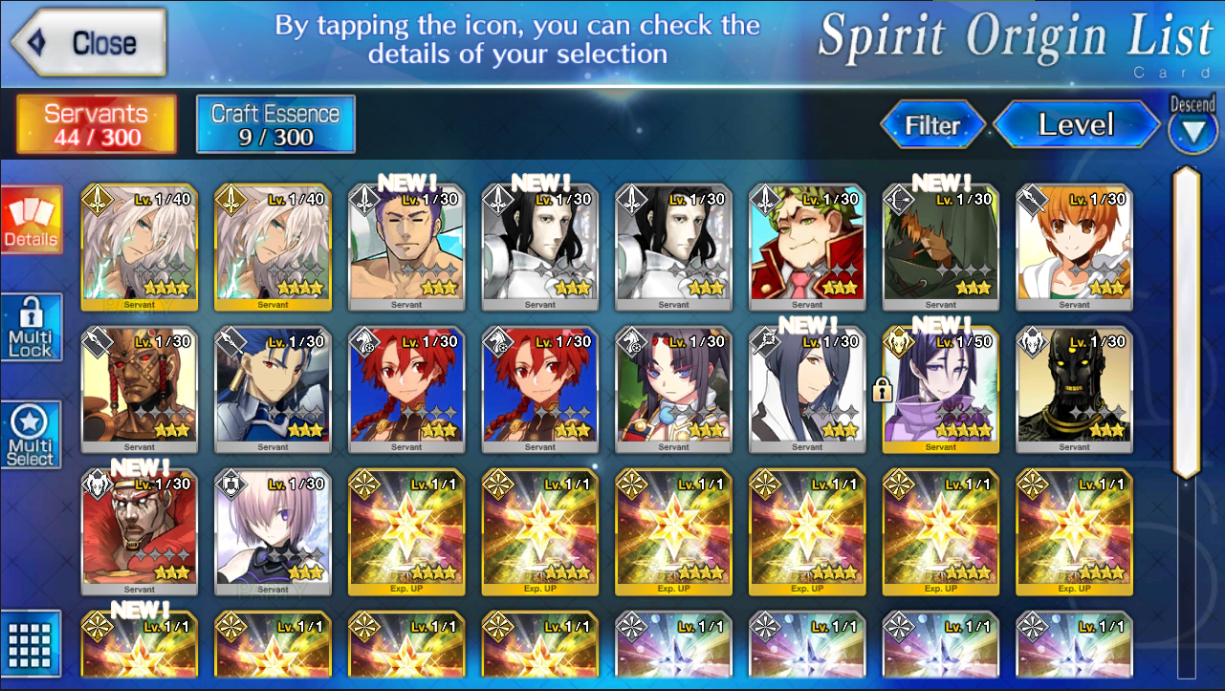 Close
By tapping the icon, you can check the
details of your selection
Spirit Origin List
Card
Servants
44 / 300
Craft Essence
9 / 300
Filter
Level
Descend
Details
Multi
Lock
Multi
Select
NEW! NEW! NEW!
Lv. 1/40 Lv. 1/40 Lv. 1/30 Lv. 1/30 Lv. 1/30 Lv. 1/30 Lv. 1/30 Lv. 1/30
Servant Servant Servant Servant Servant Servant Servant Servant
NEW! NEW!
Lv. 1/30 Lv. 1/30 Lv. 1/30 Lv. 1/30 Lv. 1/30 Lv. 1/30 Lv. 1/50 Lv. 1/30
Servant Servant Servant Servant Servant Servant Servant Servant
NEW!
Lv. 1/30 Lv. 1/30 Lv. 1/1 Lv. 1/1 Lv. 1/1 Lv. 1/1 Lv. 1/1 Lv. 1/1
Servant Servant Exp. UP Exp. UP Exp. UP Exp. UP Exp. UP Exp. UP
NEW!
Lv. 1/1 Lv. 1/1 Lv. 1/1 Lv. 1/1 Lv. 1/1 Lv. 1/1 Lv. 1/1 Lv. 1/1